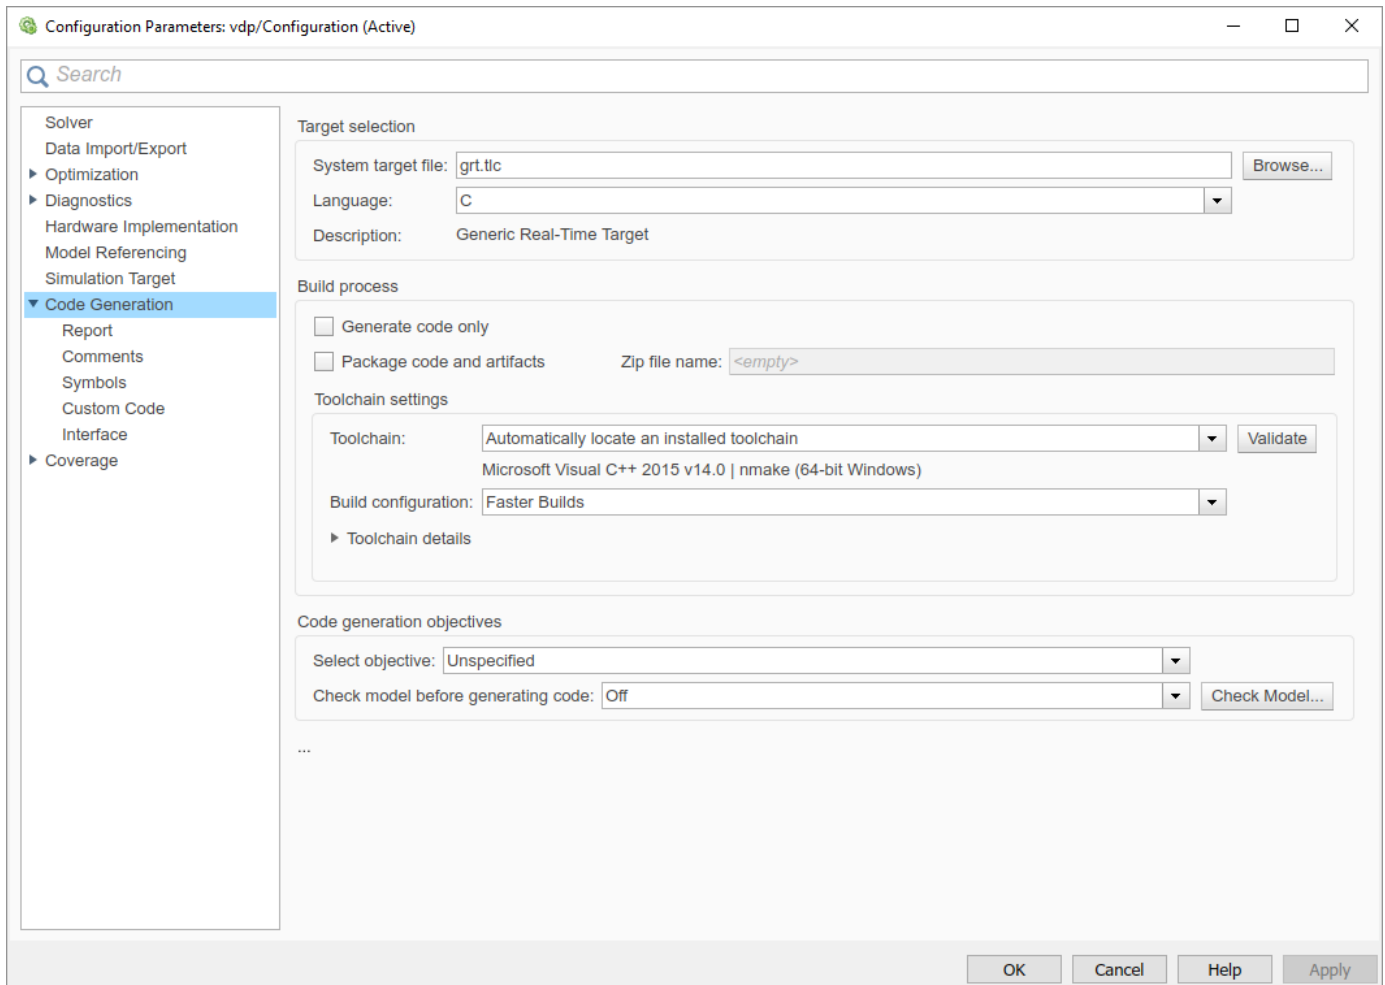 Configuration Parameters: vdp/Configuration (Active)
Search
Solver
Data Import/Export
Optimization
Diagnostics
Hardware Implementation
Model Referencing
Simulation Target
Code Generation
Report
Comments
Symbols
Custom Code
Interface
Coverage
Target selection
System target file: grt.tlc Browse...
Language: C
Description: Generic Real-Time Target
Build process
Generate code only
Package code and artifacts Zip file name: <empty>
Toolchain settings
Toolchain: Automatically locate an installed toolchain Validate
Microsoft Visual C++ 2015 v14.0 | nmake (64-bit Windows)
Build configuration: Faster Builds
Toolchain details
Code generation objectives
Select objective: Unspecified
Check model before generating code: Off Check Model...
...
OK Cancel Help Apply